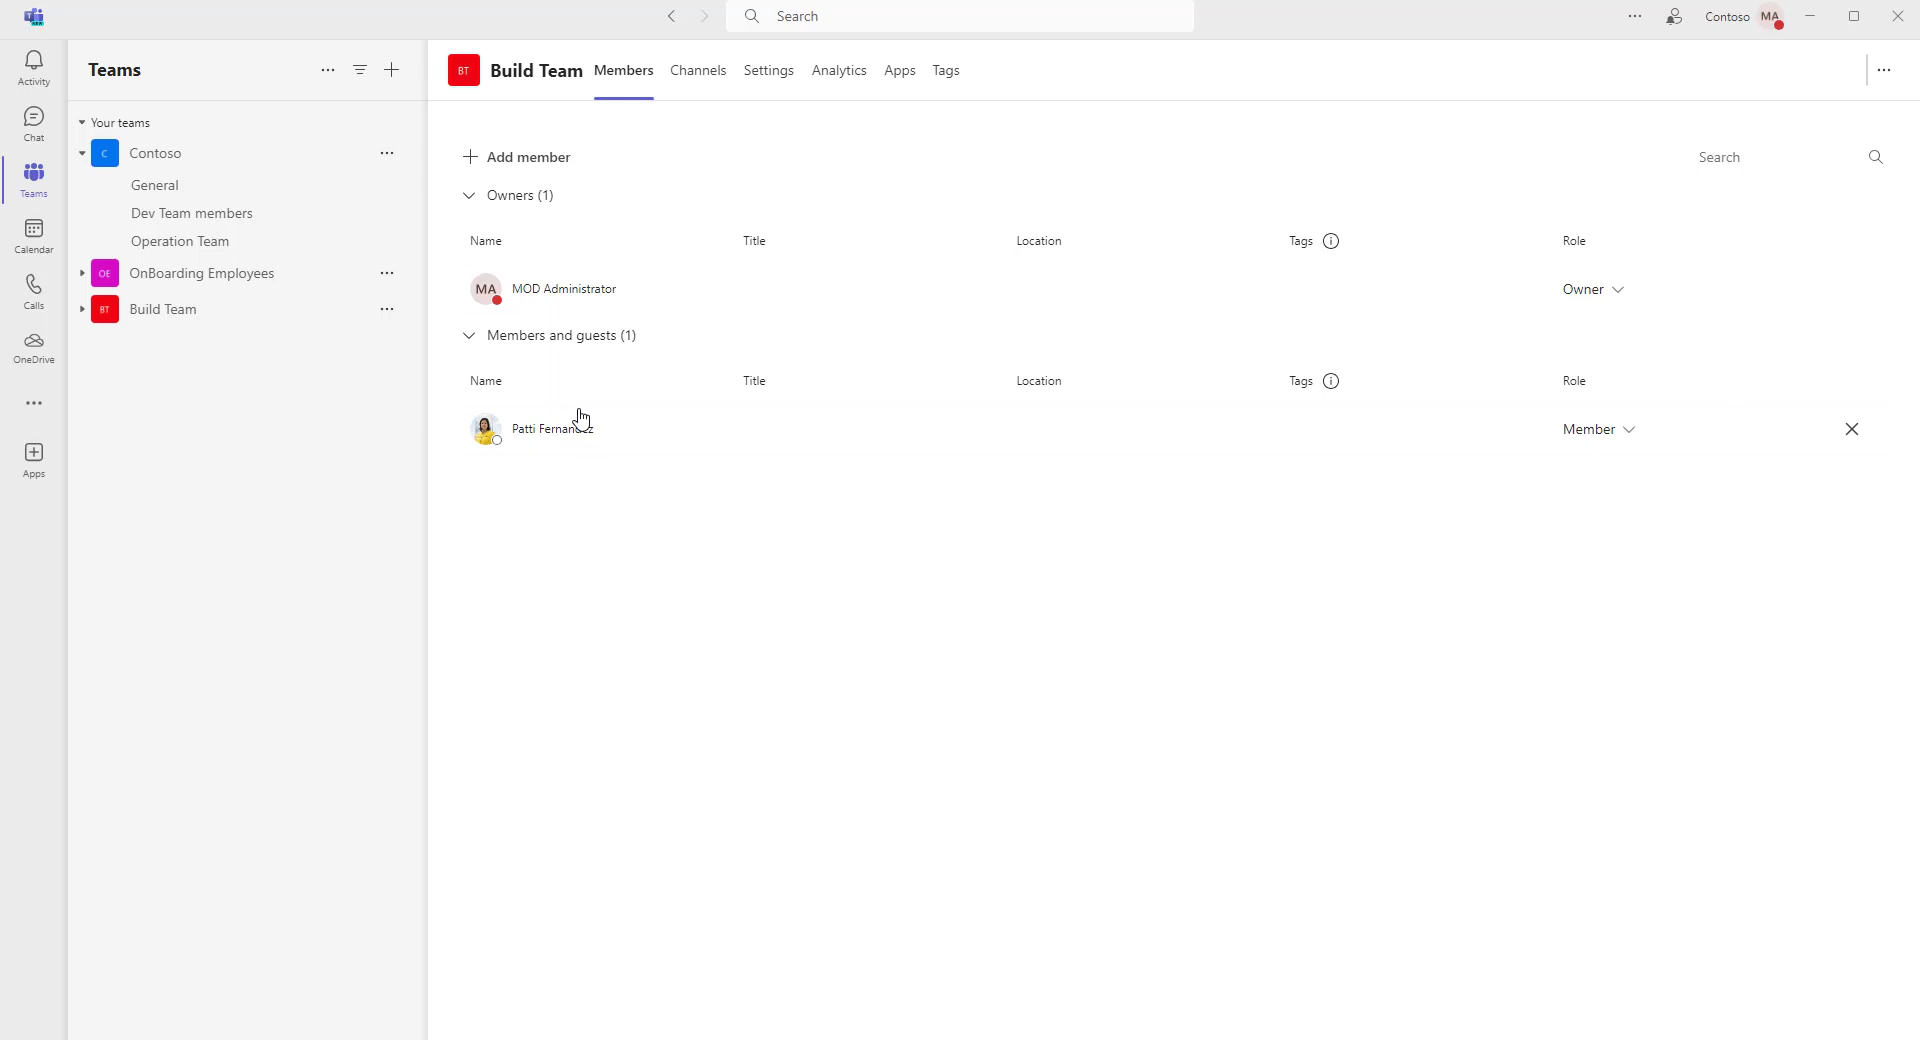 Search
Contoso MA
Activity
Chat
Teams
Calendar
Calls
OneDrive
Apps
Teams
Your teams
C Contoso
General
Dev Team members
Operation Team
OE OnBoarding Employees
BT Build Team
BT Build Team Members Channels Settings Analytics Apps Tags
Add member Search
Owners (1)
Name Title Location Tags Role
MA MOD Administrator Owner
Members and guests (1)
Name Title Location Tags Role
Patti Member